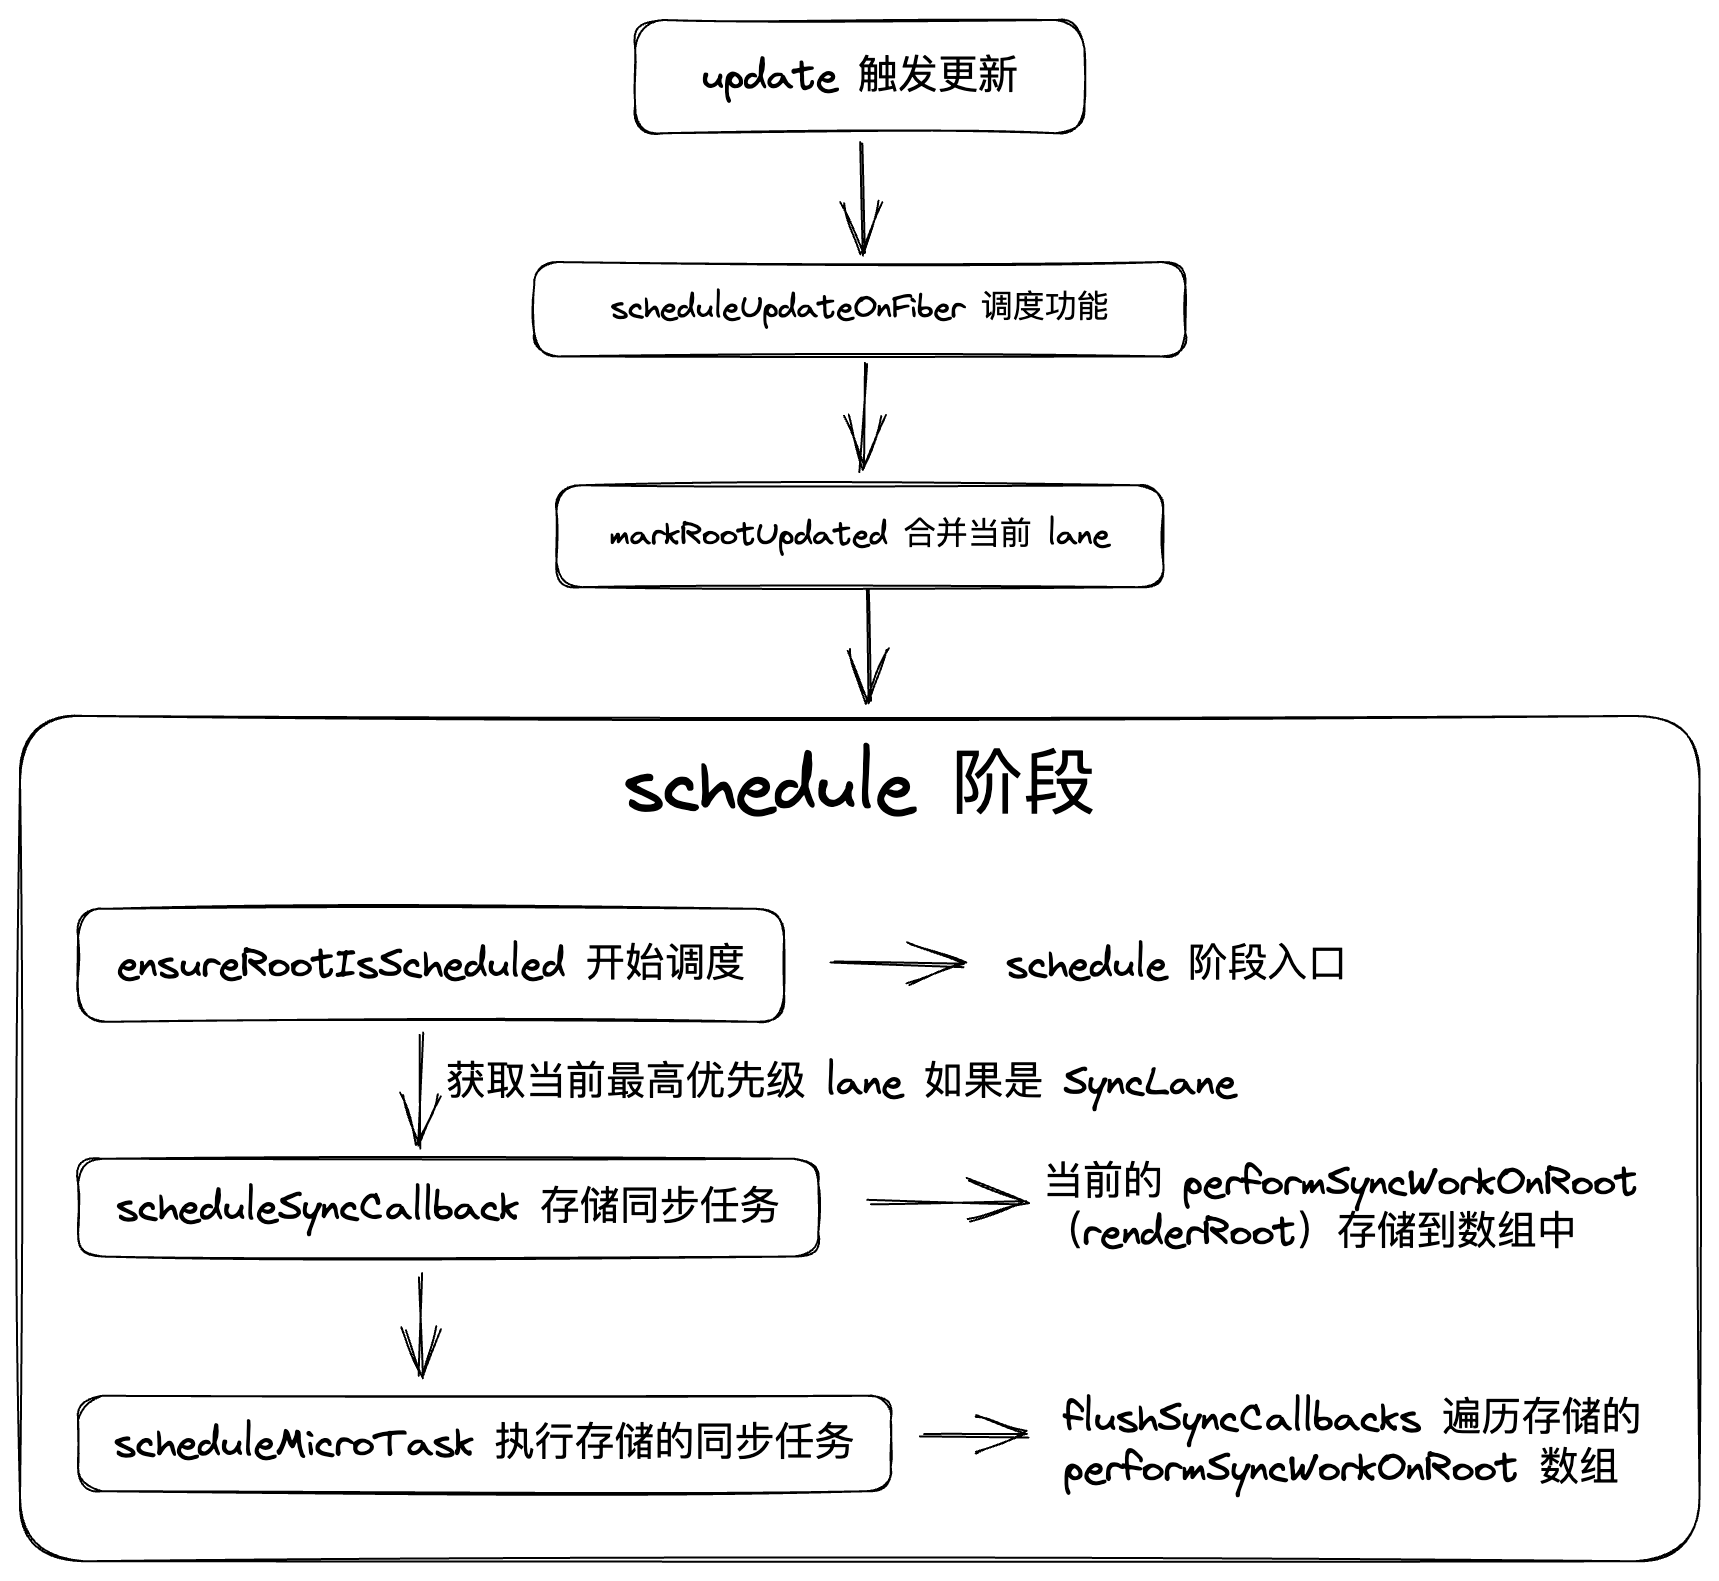 update 触发更新
scheduleUpdateOnFiber 调度功能
markRootUpdated 合并当前 lane
schedule 阶段
ensureRootIsScheduled 开始调度
schedule 阶段入口
获取当前最高优先级 lane 如果是 SyncLane
scheduleSyncCallback 存储同步任务
当前的 performSyncWorkOnRoot
（renderRoot）存储到数组中
scheduleMicroTask 执行存储的同步任务
flushSyncCallbacks 遍历存储的
performSyncWorkOnRoot 数组